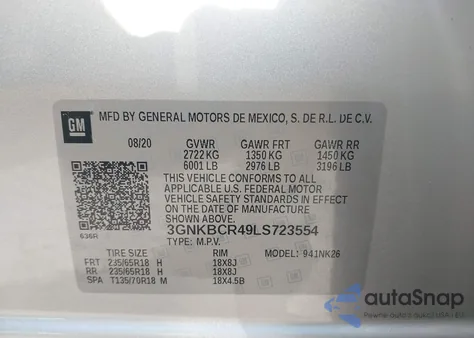 GM
MFD BY GENERAL MOTORS DE MEXICO, S. DE R.L. DE C.V.
08/20 GVWR GAWR FRT GAWR RR
2722 KG 1350 KG 1450 KG
6001 LB 2976 LB 3196 LB
THIS VEHICLE CONFORMS TO ALL
APPLICABLE U.S. FEDERAL MOTOR
VEHICLE SAFETY STANDARDS IN EFFECT
ON THE DATE OF MANUFACTURE
SHOWN ABOVE.
3GNKBCR49LS723554
TYPE: M.P.V. MODEL: 941NK26
TIRE SIZE RIM
FRT 235/65R18 H 18X8J
RR 235/65R18 H 18X8J
SPA T135/70R18 M 18X4.5B
autoSnap